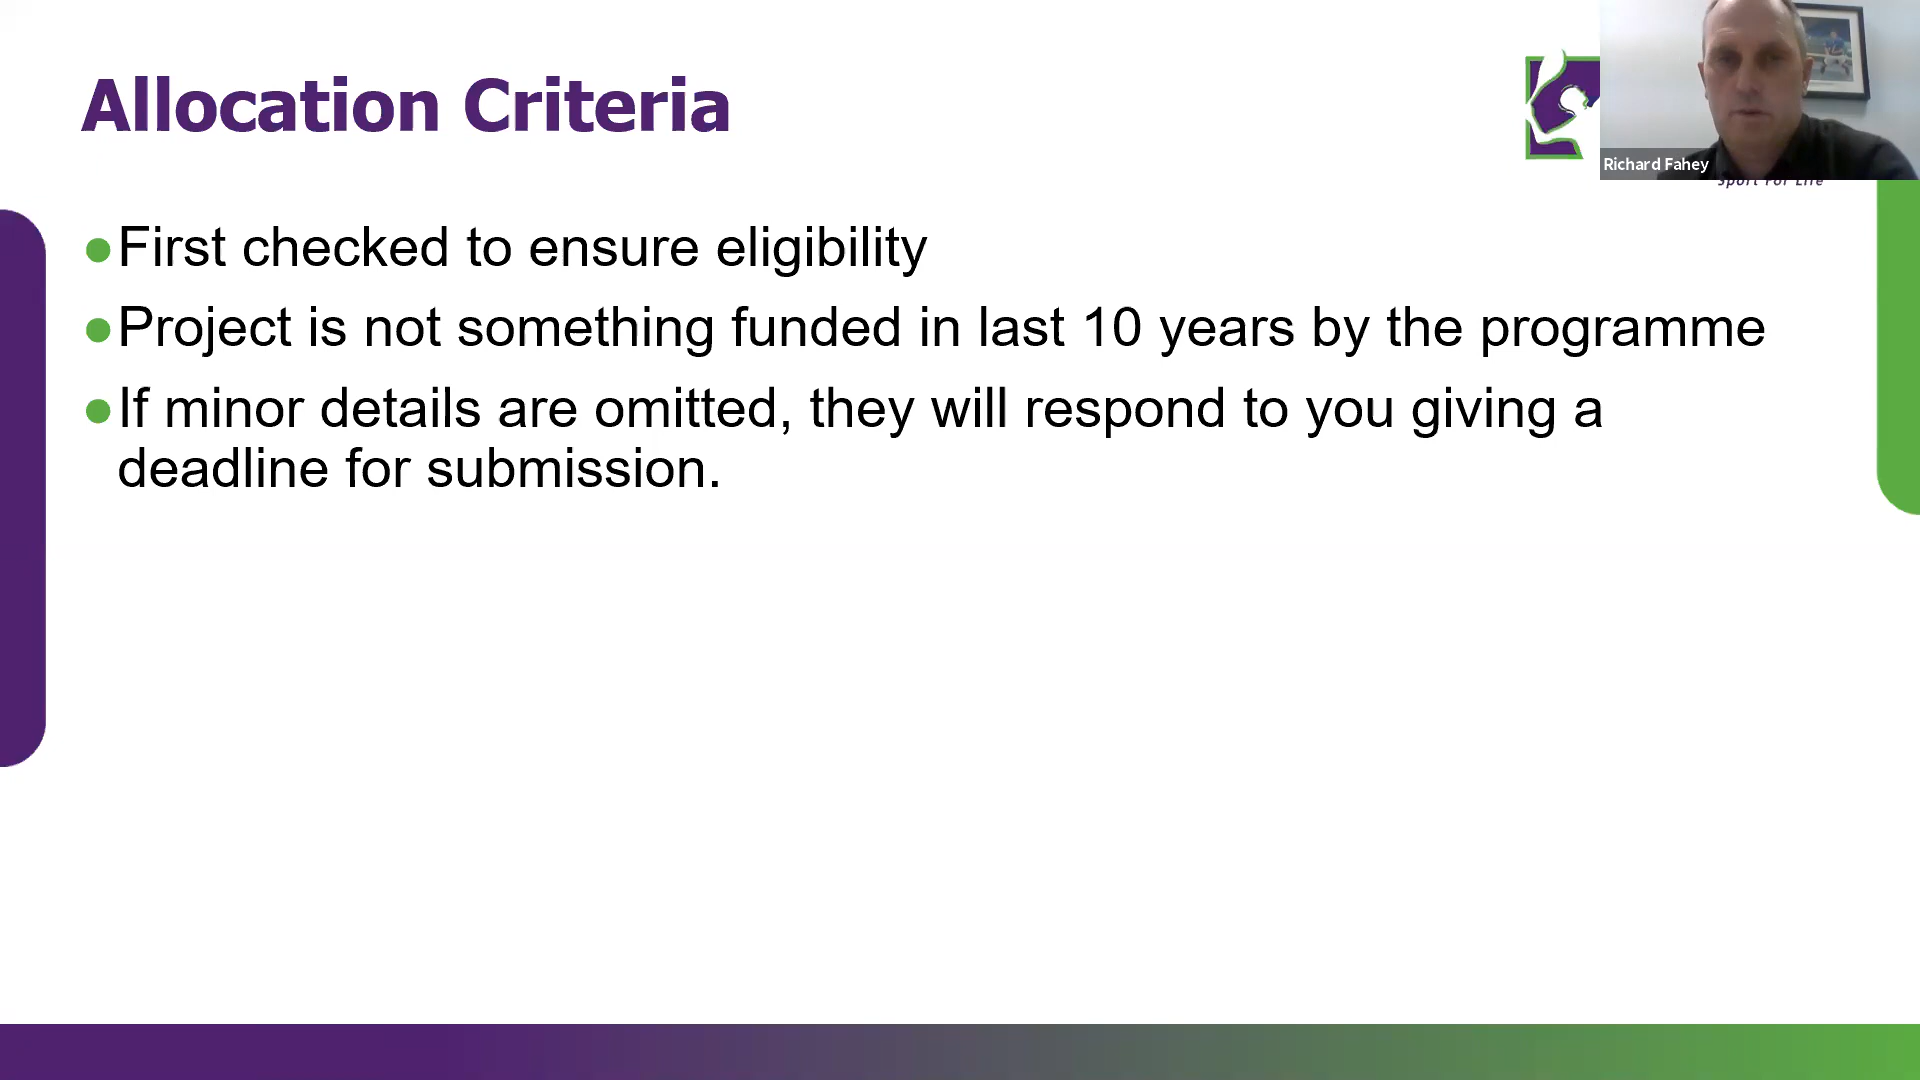 Allocation Criteria
Richard Fahey
Sport For Life
●First checked to ensure eligibility
●Project is not something funded in last 10 years by the programme
●If minor details are omitted, they will respond to you giving a
deadline for submission.